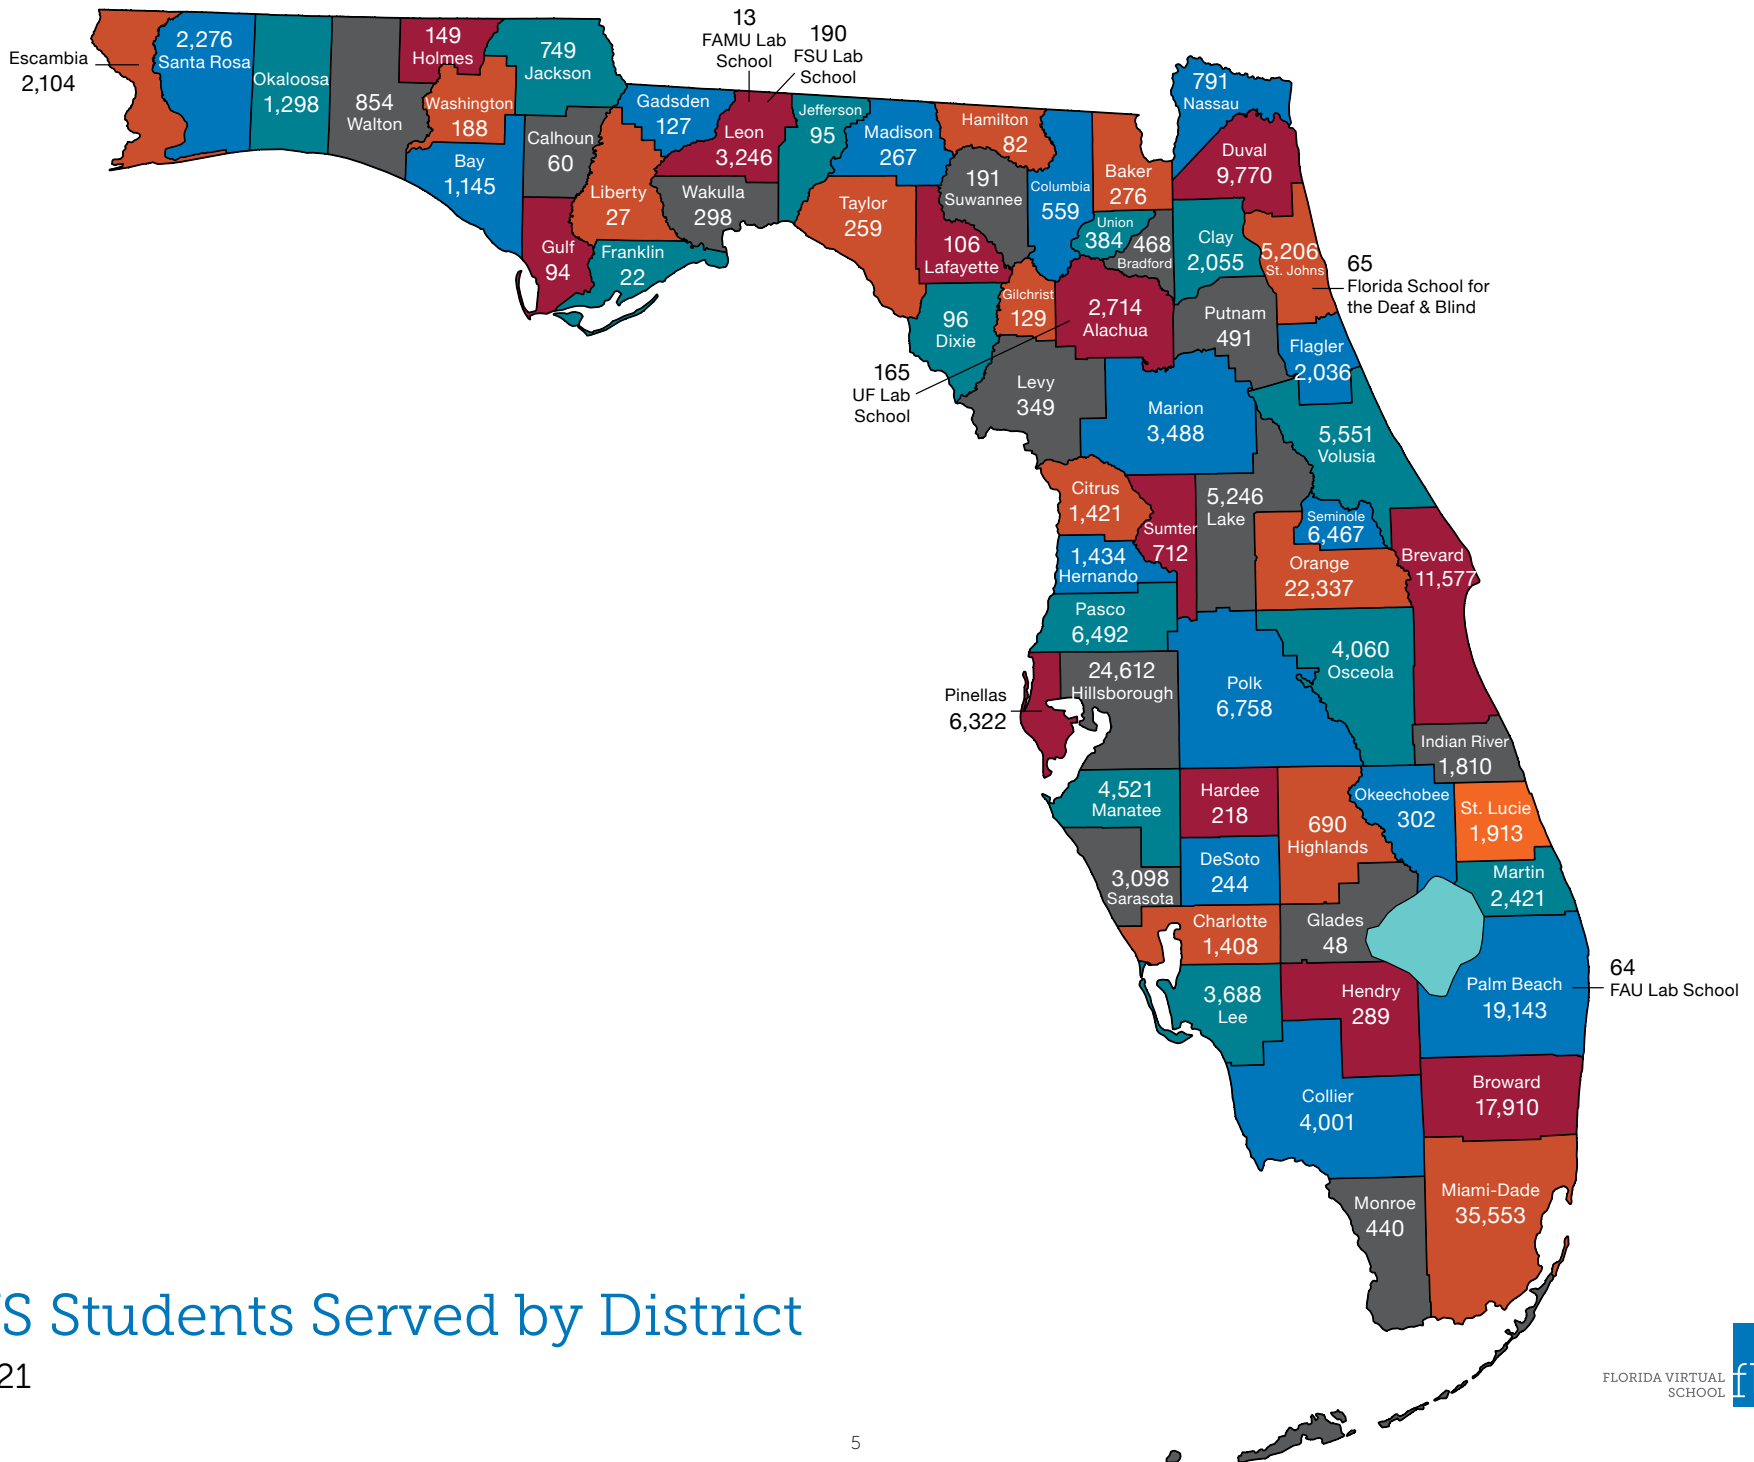 13
FAMU Lab
School
190
FSU Lab
School
Escambia
2,104
2,276
Santa Rosa
Okaloosa
1,298
854
Walton
149
Holmes
Washington
188
749
Jackson
Bay
1,145
Calhoun
60
Gulf
94
Liberty
27
Franklin
22
Gadsden
127
Leon
3,246
Wakulla
298
Jefferson
95
Madison
267
Taylor
259
Hamilton
82
191
Suwannee
106
Lafayette
Columbia
559
Baker
276
791
Nassau
Duval
9,770
Union
384
468
Bradford
Clay
2,055
5,206
St. Johns
65
Florida School for
the Deaf & Blind
96
Dixie
Gilchrist
129
2,714
Alachua
165
UF Lab
School
Putnam
491
Flagler
2,036
Levy
349
Marion
3,488
5,551
Volusia
Citrus
1,421
Sumter
712
5,246
Lake
Seminole
6,467
Orange
22,337
Brevard
11,577
1,434
Hernando
Pasco
6,492
Pinellas
6,322
24,612
Hillsborough
Polk
6,758
4,060
Osceola
Indian River
1,810
4,521
Manatee
Hardee
218
690
Highlands
Okeechobee
302
St. Lucie
1,913
3,098
Sarasota
DeSoto
244
Martin
2,421
Charlotte
1,408
Glades
48
64
FAU Lab School
Palm Beach
19,143
3,688
Lee
Hendry
289
Collier
4,001
Broward
17,910
Monroe
440
Miami-Dade
35,553
S Students Served by District
21
FLORIDA VIRTUAL
SCHOOL
5